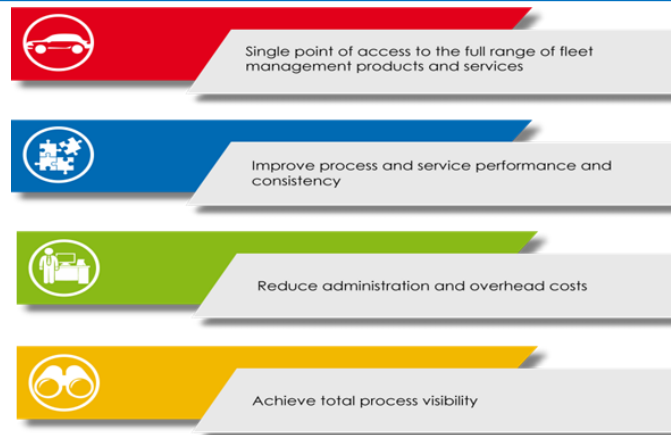 Single point of access to the full range of fleet
management products and services
Improve process and service performance and
consistency
Reduce administration and overhead costs
Achieve total process visibility